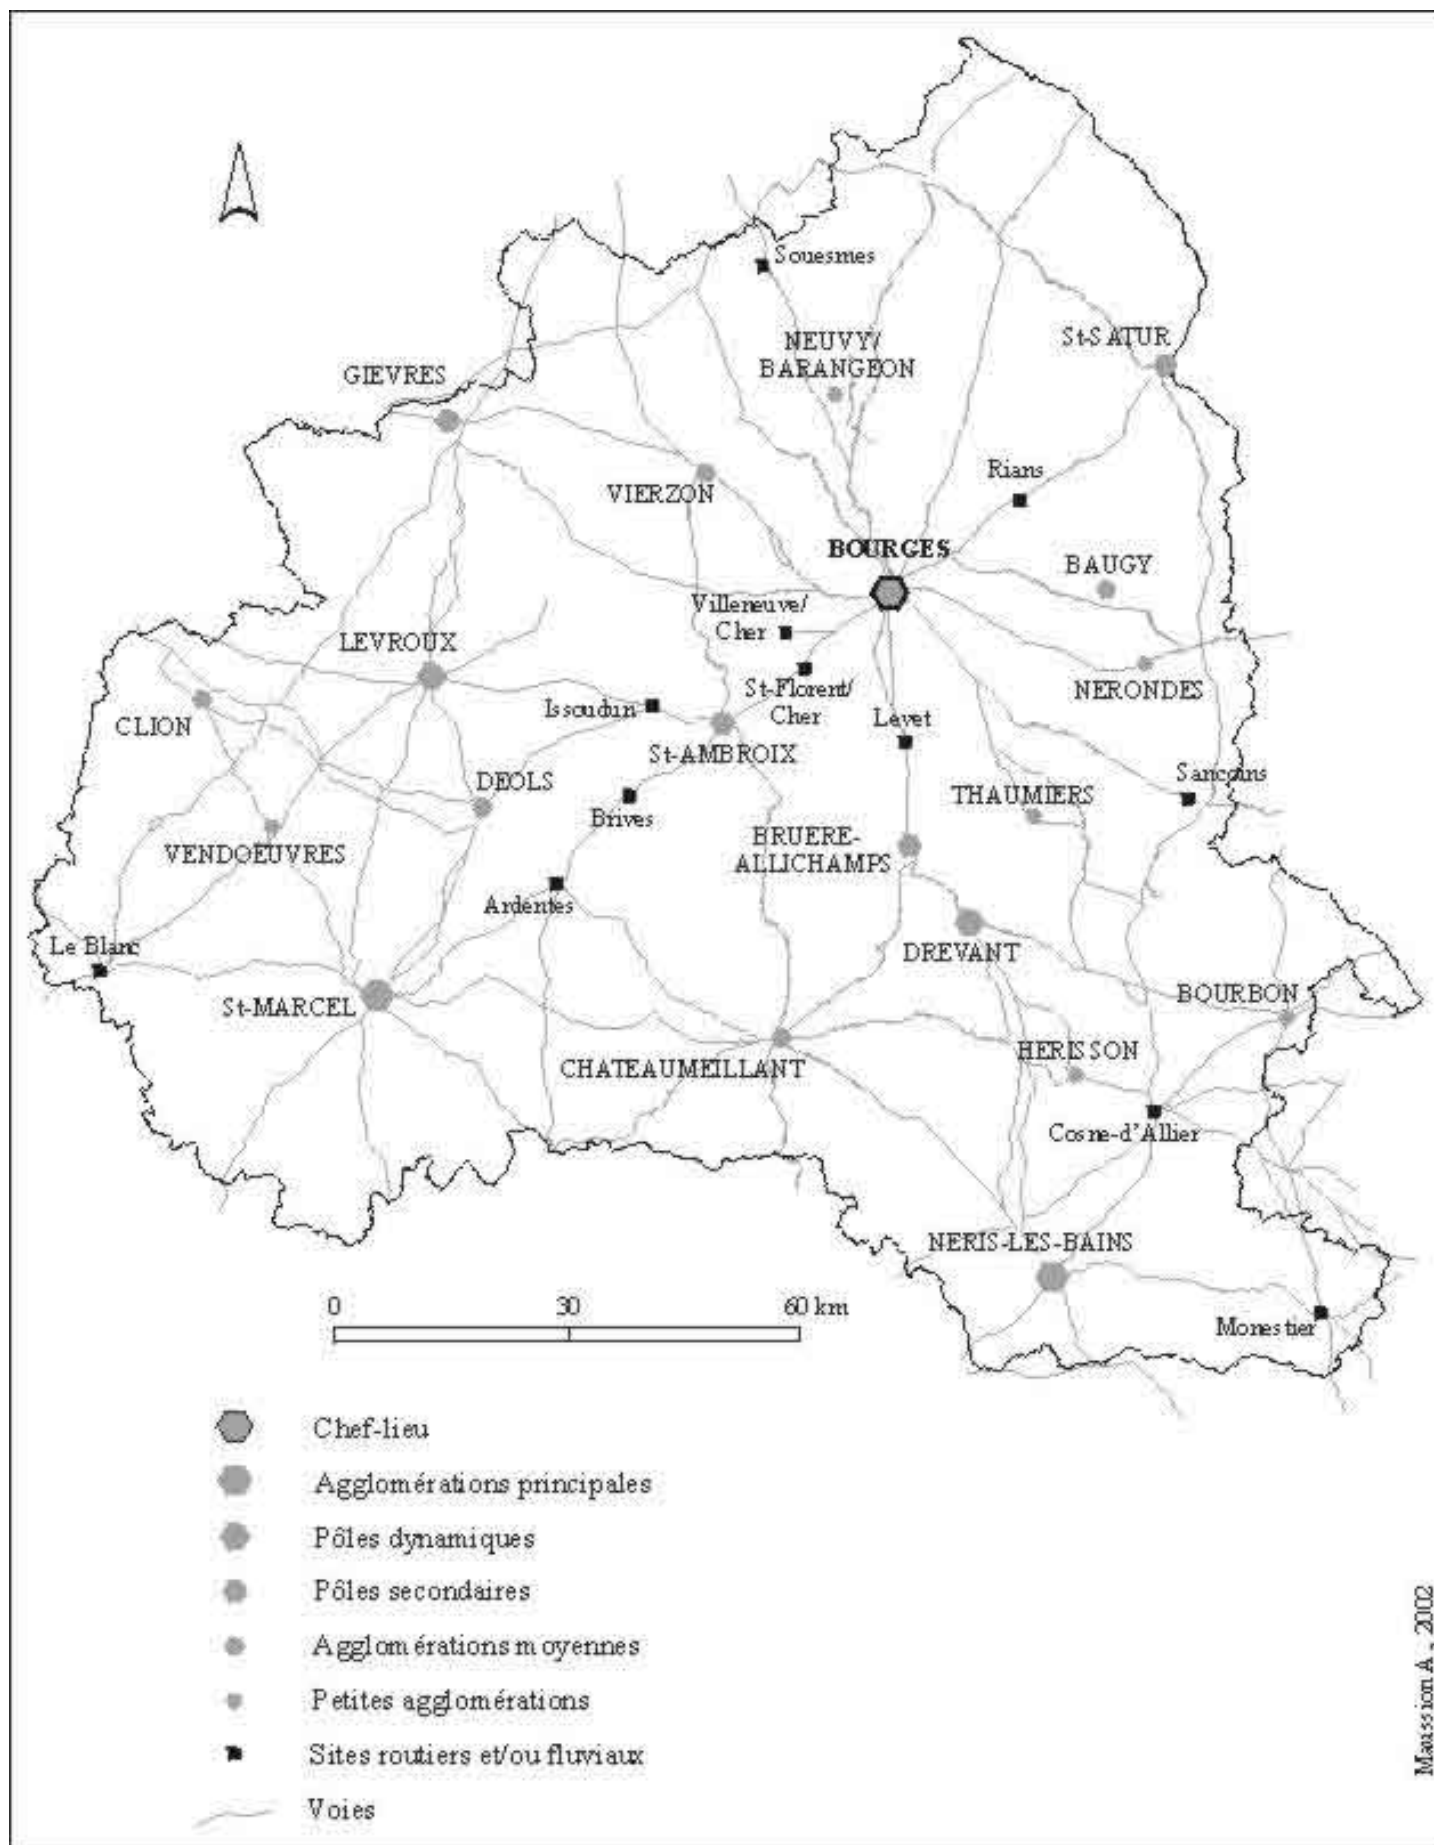 Souesmes
NEUVY/
BARANGEON
St-SATUR
GIEVRES
Rians
VIERZON
BOURGES
BAUGY
Villeneuve/
Cher
LEVROUX
St-Florent/
Cher
NERONDES
Issoudun
Levet
CLION
St-AMBROIX
Sancoins
DEOLS
THAUMIERS
Brives
BRUERE-
ALLICHAMPS
VENDOEUVRES
Ardentes
Le Blanc
DREVANT
St-MARCEL
BOURBON
HERISSON
CHATEAUMEILLANT
Cosne-d'Allier
NERIS-LES-BAINS
0 30 60 km
Monestier
Chef-lieu
Agglomérations principales
Pôles dynamiques
Pôles secondaires
Agglomérations moyennes
Petites agglomérations
Sites routiers et/ou fluviaux
Voies
Maussion A., 2002